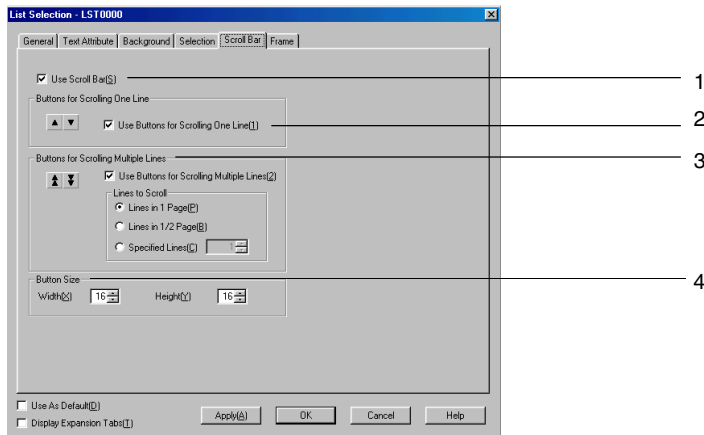 List Selection - LST0000
General Text Attribute Background Selection Scroll Bar Frame
Use Scroll Bar(S)
1
Buttons for Scrolling One Line
Use Buttons for Scrolling One Line(1)
2
Buttons for Scrolling Multiple Lines
3
Use Buttons for Scrolling Multiple Lines(2)
Lines to Scroll
Lines in 1 Page(P)
Lines in 1/2 Page(B)
Specified Lines(C) 1
Button Size
4
Width(X) 16 Height(Y) 16
Use As Default(D)
Display Expansion Tabs(T)
Apply(A) OK Cancel Help